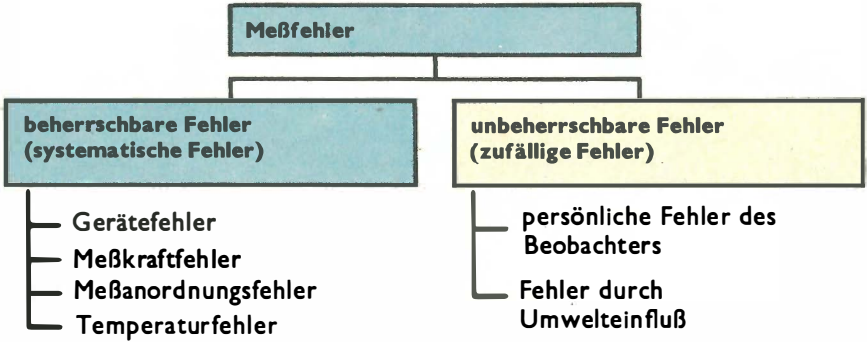 Meßfehler
beherrschbare Fehler
(systematische Fehler)
Gerätefehler
Meßkraftfehler
Meßanordnungsfehler
Temperaturfehler
unbeherrschbare Fehler
(zufällige Fehler)
persönliche Fehler des
Beobachters
Fehler durch
Umwelteinfluß